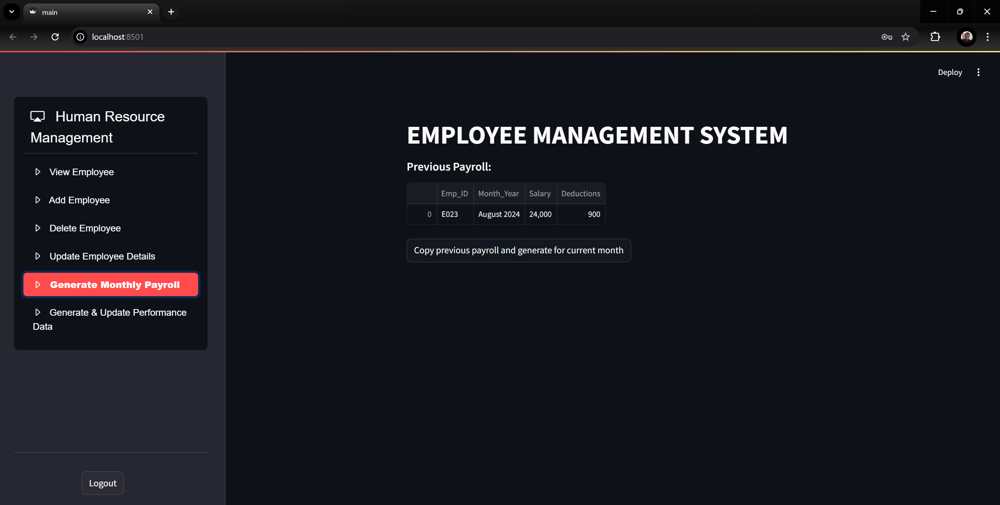 main
localhost:8501
Deploy
Human Resource
Management
View Employee
Add Employee
Delete Employee
Update Employee Details
Generate Monthly Payroll
Generate & Update Performance
Data
Logout
EMPLOYEE MANAGEMENT SYSTEM
Previous Payroll:
Emp_ID Month_Year Salary Deductions
0 E023 August 2024 24,000 900
Copy previous payroll and generate for current month